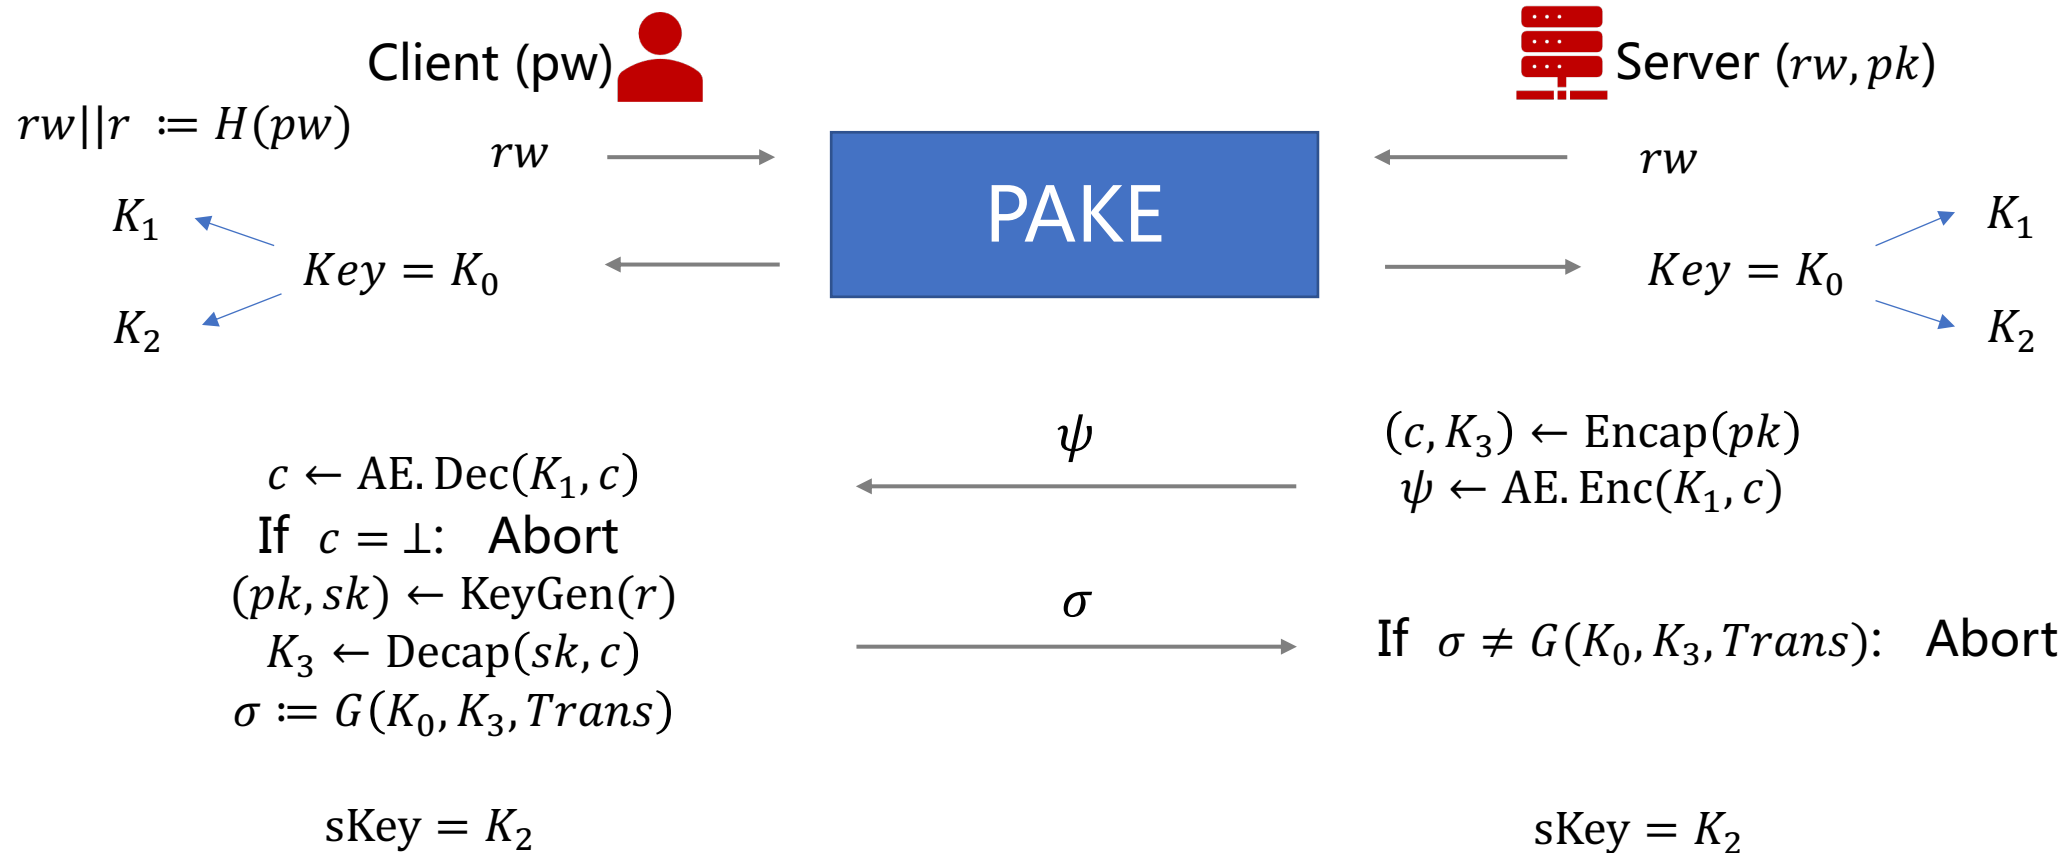 Client (pw)
Server (𝑟𝑤, 𝑝𝑘)
𝑟𝑤||𝑟 ≔ 𝐻(𝑝𝑤)
𝑟𝑤
PAKE
𝑟𝑤
𝐾₁
𝐾𝑒𝑦 = 𝐾₀
𝐾₂
𝐾𝑒𝑦 = 𝐾₀
𝐾₁
𝐾₂
𝜓
(𝑐, 𝐾₃) ← Encap(𝑝𝑘)
𝜓 ← AE. Enc(𝐾₁, 𝑐)
𝑐 ← AE. Dec(𝐾₁, 𝑐)
If 𝑐 = ⊥: Abort
(𝑝𝑘, 𝑠𝑘) ← KeyGen(𝑟)
𝐾₃ ← Decap(𝑠𝑘, 𝑐)
𝜎 ≔ 𝐺(𝐾₀, 𝐾₃, 𝑇𝑟𝑎𝑛𝑠)
𝜎
If 𝜎 ≠ 𝐺(𝐾₀, 𝐾₃, 𝑇𝑟𝑎𝑛𝑠): Abort
sKey = 𝐾₂
sKey = 𝐾₂